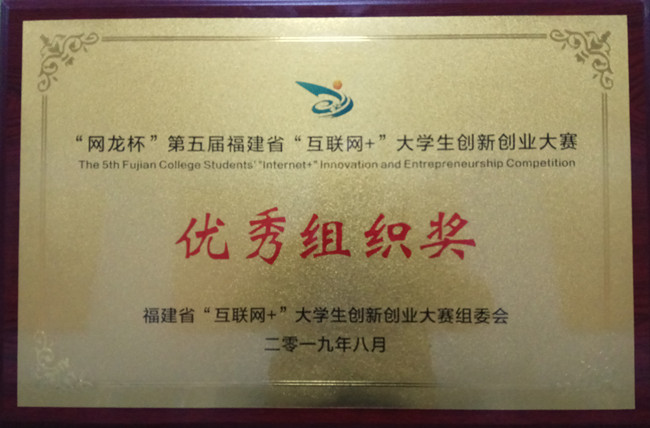 “网龙杯”第五届福建省“互联网+”大学生创新创业大赛
The 5th Fujian College Students' "Internet+" Innovation and Entrepreneurship Competition
优秀组织奖
福建省“互联网+”大学生创新创业大赛组委会
二零一九年八月